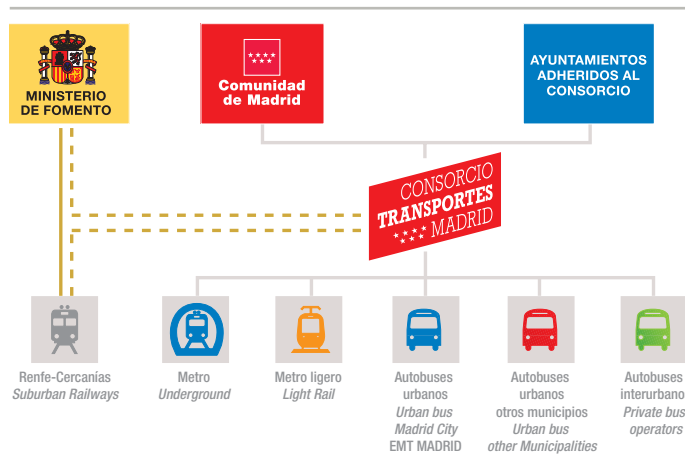 MINISTERIO
DE FOMENTO
Comunidad
de Madrid
AYUNTAMIENTOS
ADHERIDOS AL
CONSORCIO
CONSORCIO
TRANSPORTES
MADRID
Renfe-Cercanías
Suburban Railways
Metro
Underground
Metro ligero
Light Rail
Autobuses
urbanos
Urban bus
Madrid City
EMT MADRID
Autobuses
urbanos
otros municipios
Urban bus
other Municipalities
Autobuses
interurbano
Private bus
operators